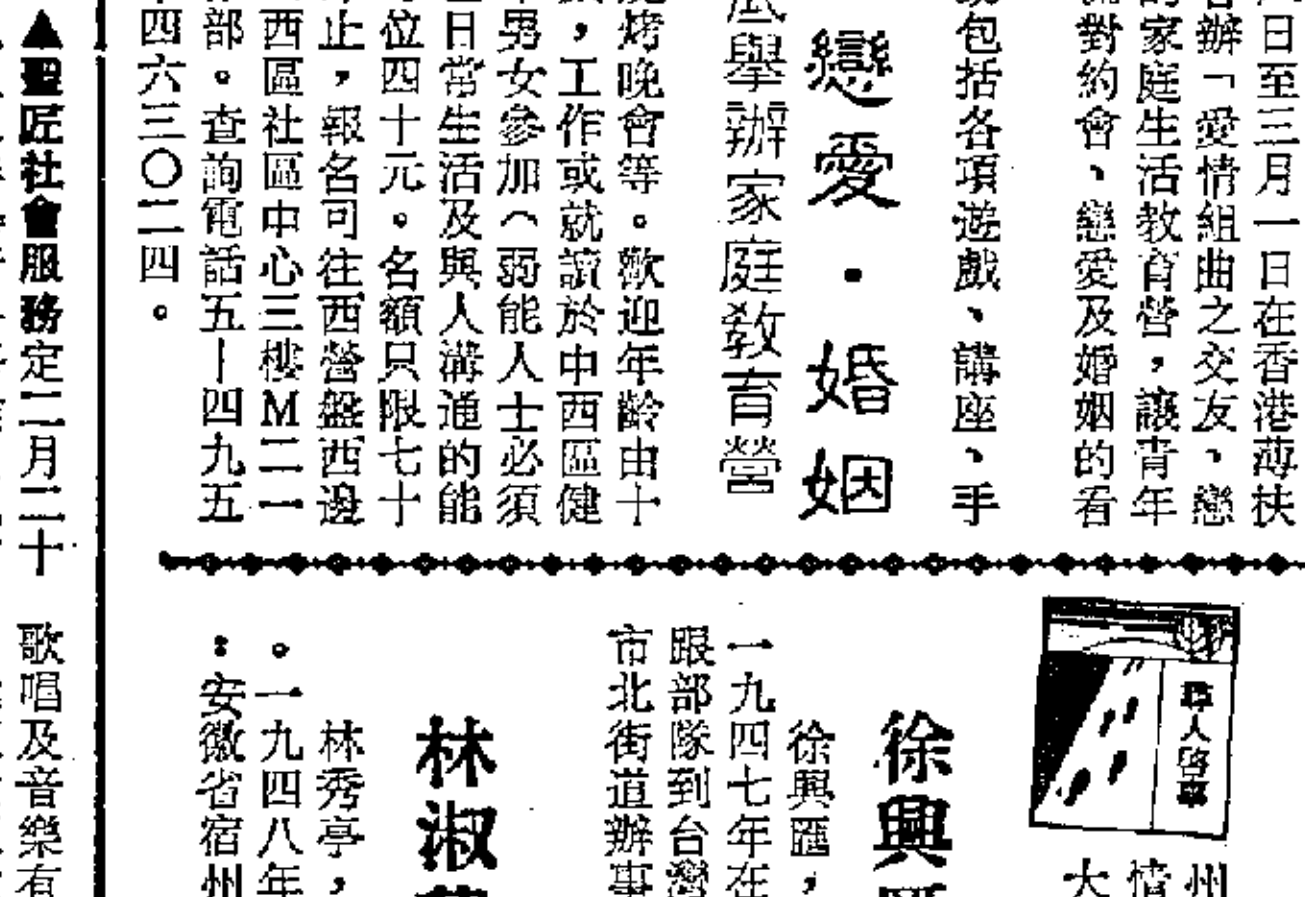 日至三月一日在香港薄扶
辦「愛情組曲之交友、戀
家庭生活教育營，讓青年
對約會、戀愛及婚姻的看
包括各項遊戲、講座、手
戀愛・婚姻
舉辦家庭教育營
烤晚會等。歡迎年齡由十
，工作或就讀於中西區健
男女參加（弱能人士必須
日常生活及與人溝通的能
位四十元。名額只限七十
止，報名可往西營盤西邊
西區社區中心三樓M二一
部。查詢電話五－四九五
四六三〇二四。
▲聖匠社會服務定二月二十
尋人啓事
州
情
大
徐興
徐興匯，
一九四七年在
眼部隊到台灣
市北街道辦事
林淑
林秀亭，
。一九四八年
：安徽省宿州
歌唱及音樂有